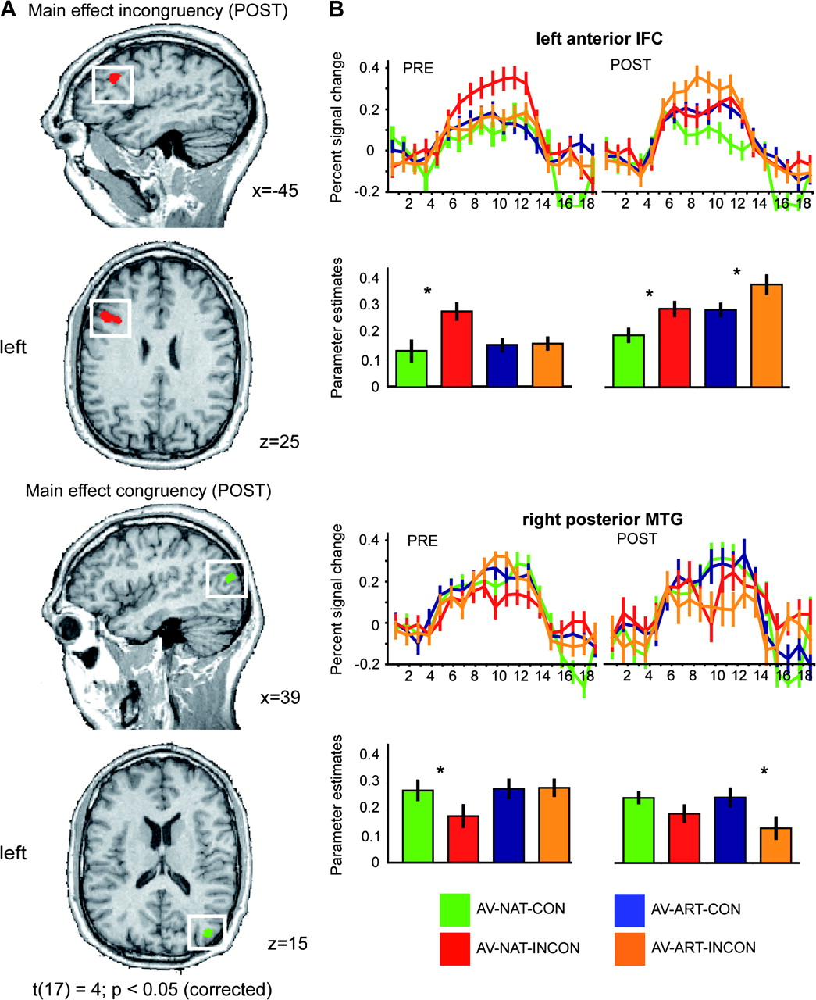 A Main effect incongruency (POST)
x=-45
left
z=25
Main effect congruency (POST)
x=39
left
z=15
t(17) = 4; p < 0.05 (corrected)
B
left anterior IFC
PRE
POST
Percent signal change
0.4
0.2
0
-0.2
2 4 6 8 10 12 14 16 18
2 4 6 8 10 12 14 16 18
Parameter estimates
0.4
0.3
0.2
0.1
0
*
*
*
right posterior MTG
PRE
POST
Percent signal change
0.4
0.2
0
-0.2
2 4 6 8 10 12 14 16 18
2 4 6 8 10 12 14 16 18
Parameter estimates
0.4
0.3
0.2
0.1
0
*
*
AV-NAT-CON
AV-ART-CON
AV-NAT-INCON
AV-ART-INCON